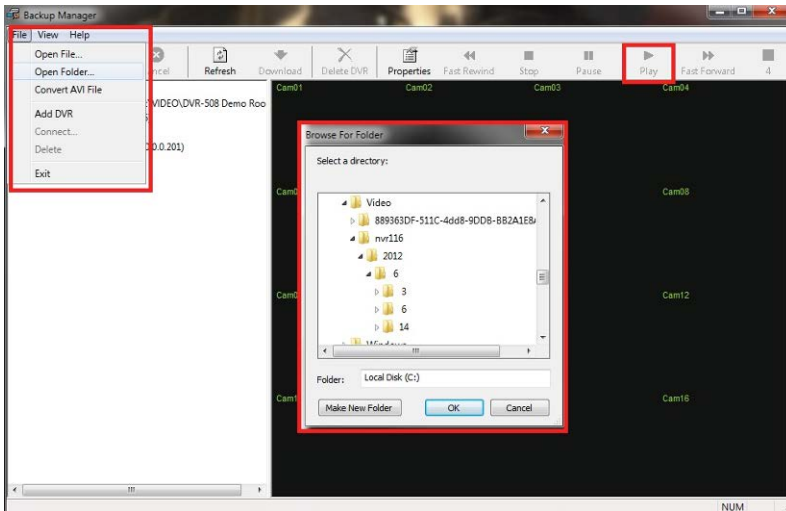 Backup Manager
File View Help
Open File...
Open Folder...
Convert AVI File
Add DVR
Connect...
Delete
Exit
Refresh Download Delete DVR Properties Fast Rewind Stop Pause Play Fast Forward 4
\VIDEO\DVR-508 Demo Roo
0.0.201)
Cam01 Cam02 Cam03 Cam04
Cam08
Cam12
Cam16
Browse For Folder
Select a directory:
Video
889363DF-511C-4dd8-9DDB-BB2A1E8
nvr116
2012
6
3
6
14
Windows
Folder: Local Disk (C:)
Make New Folder OK Cancel
NUM